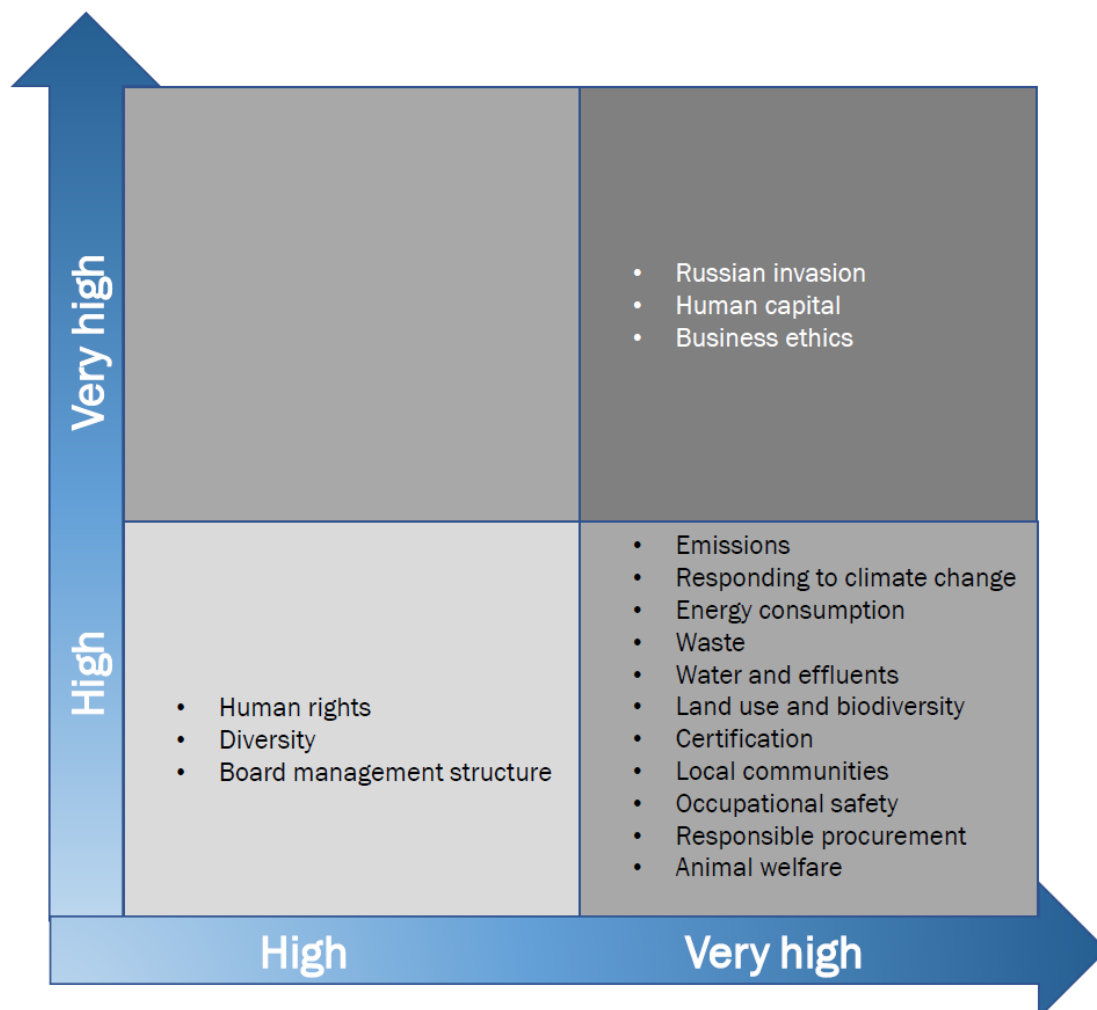 Very high
• Russian invasion
• Human capital
• Business ethics
High
• Human rights
• Diversity
• Board management structure
• Emissions
• Responding to climate change
• Energy consumption
• Waste
• Water and effluents
• Land use and biodiversity
• Certification
• Local communities
• Occupational safety
• Responsible procurement
• Animal welfare
High
Very high